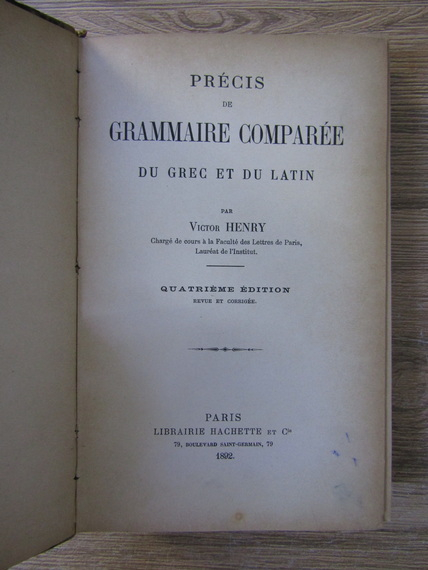 PRÉCIS
DE
GRAMMAIRE COMPARÉE
DU GREC ET DU LATIN
PAR
VICTOR HENRY
Chargé de cours à la Faculté des Lettres de Paris,
Lauréat de l'Institut.
QUATRIÈME ÉDITION
REVUE ET CORRIGÉE.
PARIS
LIBRAIRIE HACHETTE ET Cie
79, BOULEVARD SAINT-GERMAIN, 79
1892.